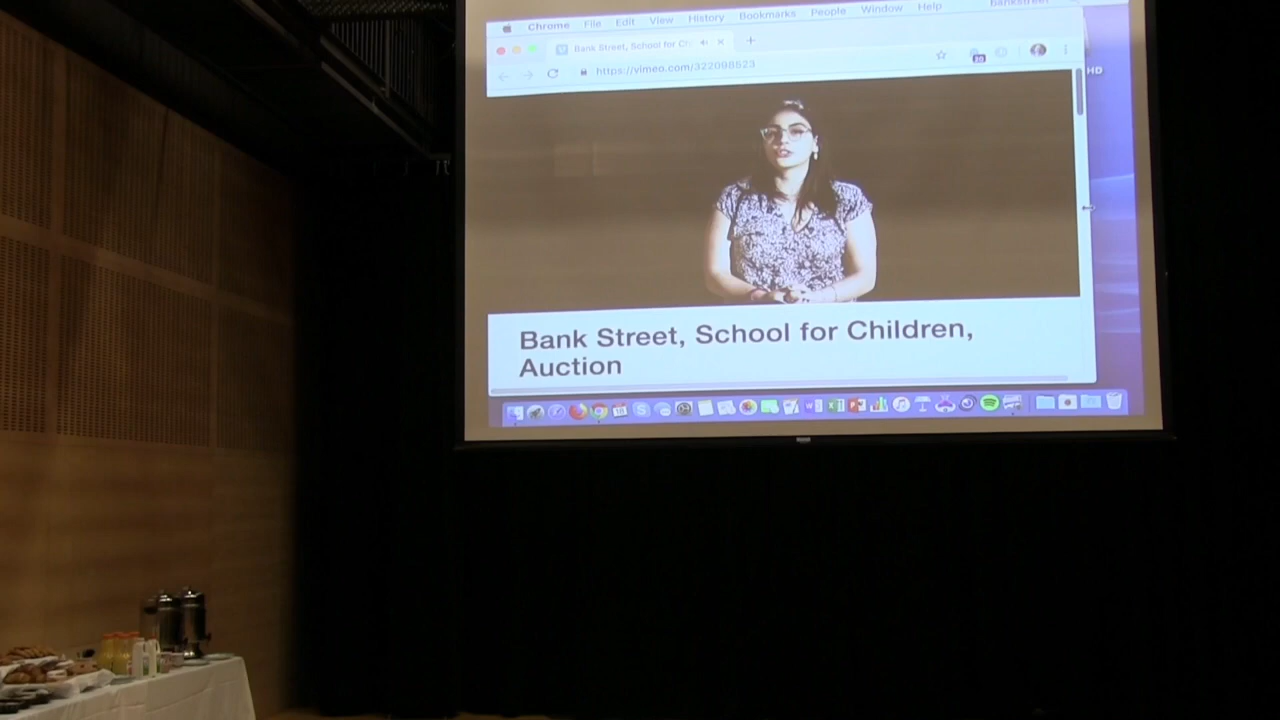 Chrome File Edit View History Bookmarks People Window Help bankstreet
Bank Street, School for Ch
https://vimeo.com/322098523
HD
Bank Street, School for Children,
Auction